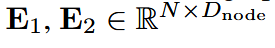 E₁, E₂ ∈ ℝ^{N×D_node}